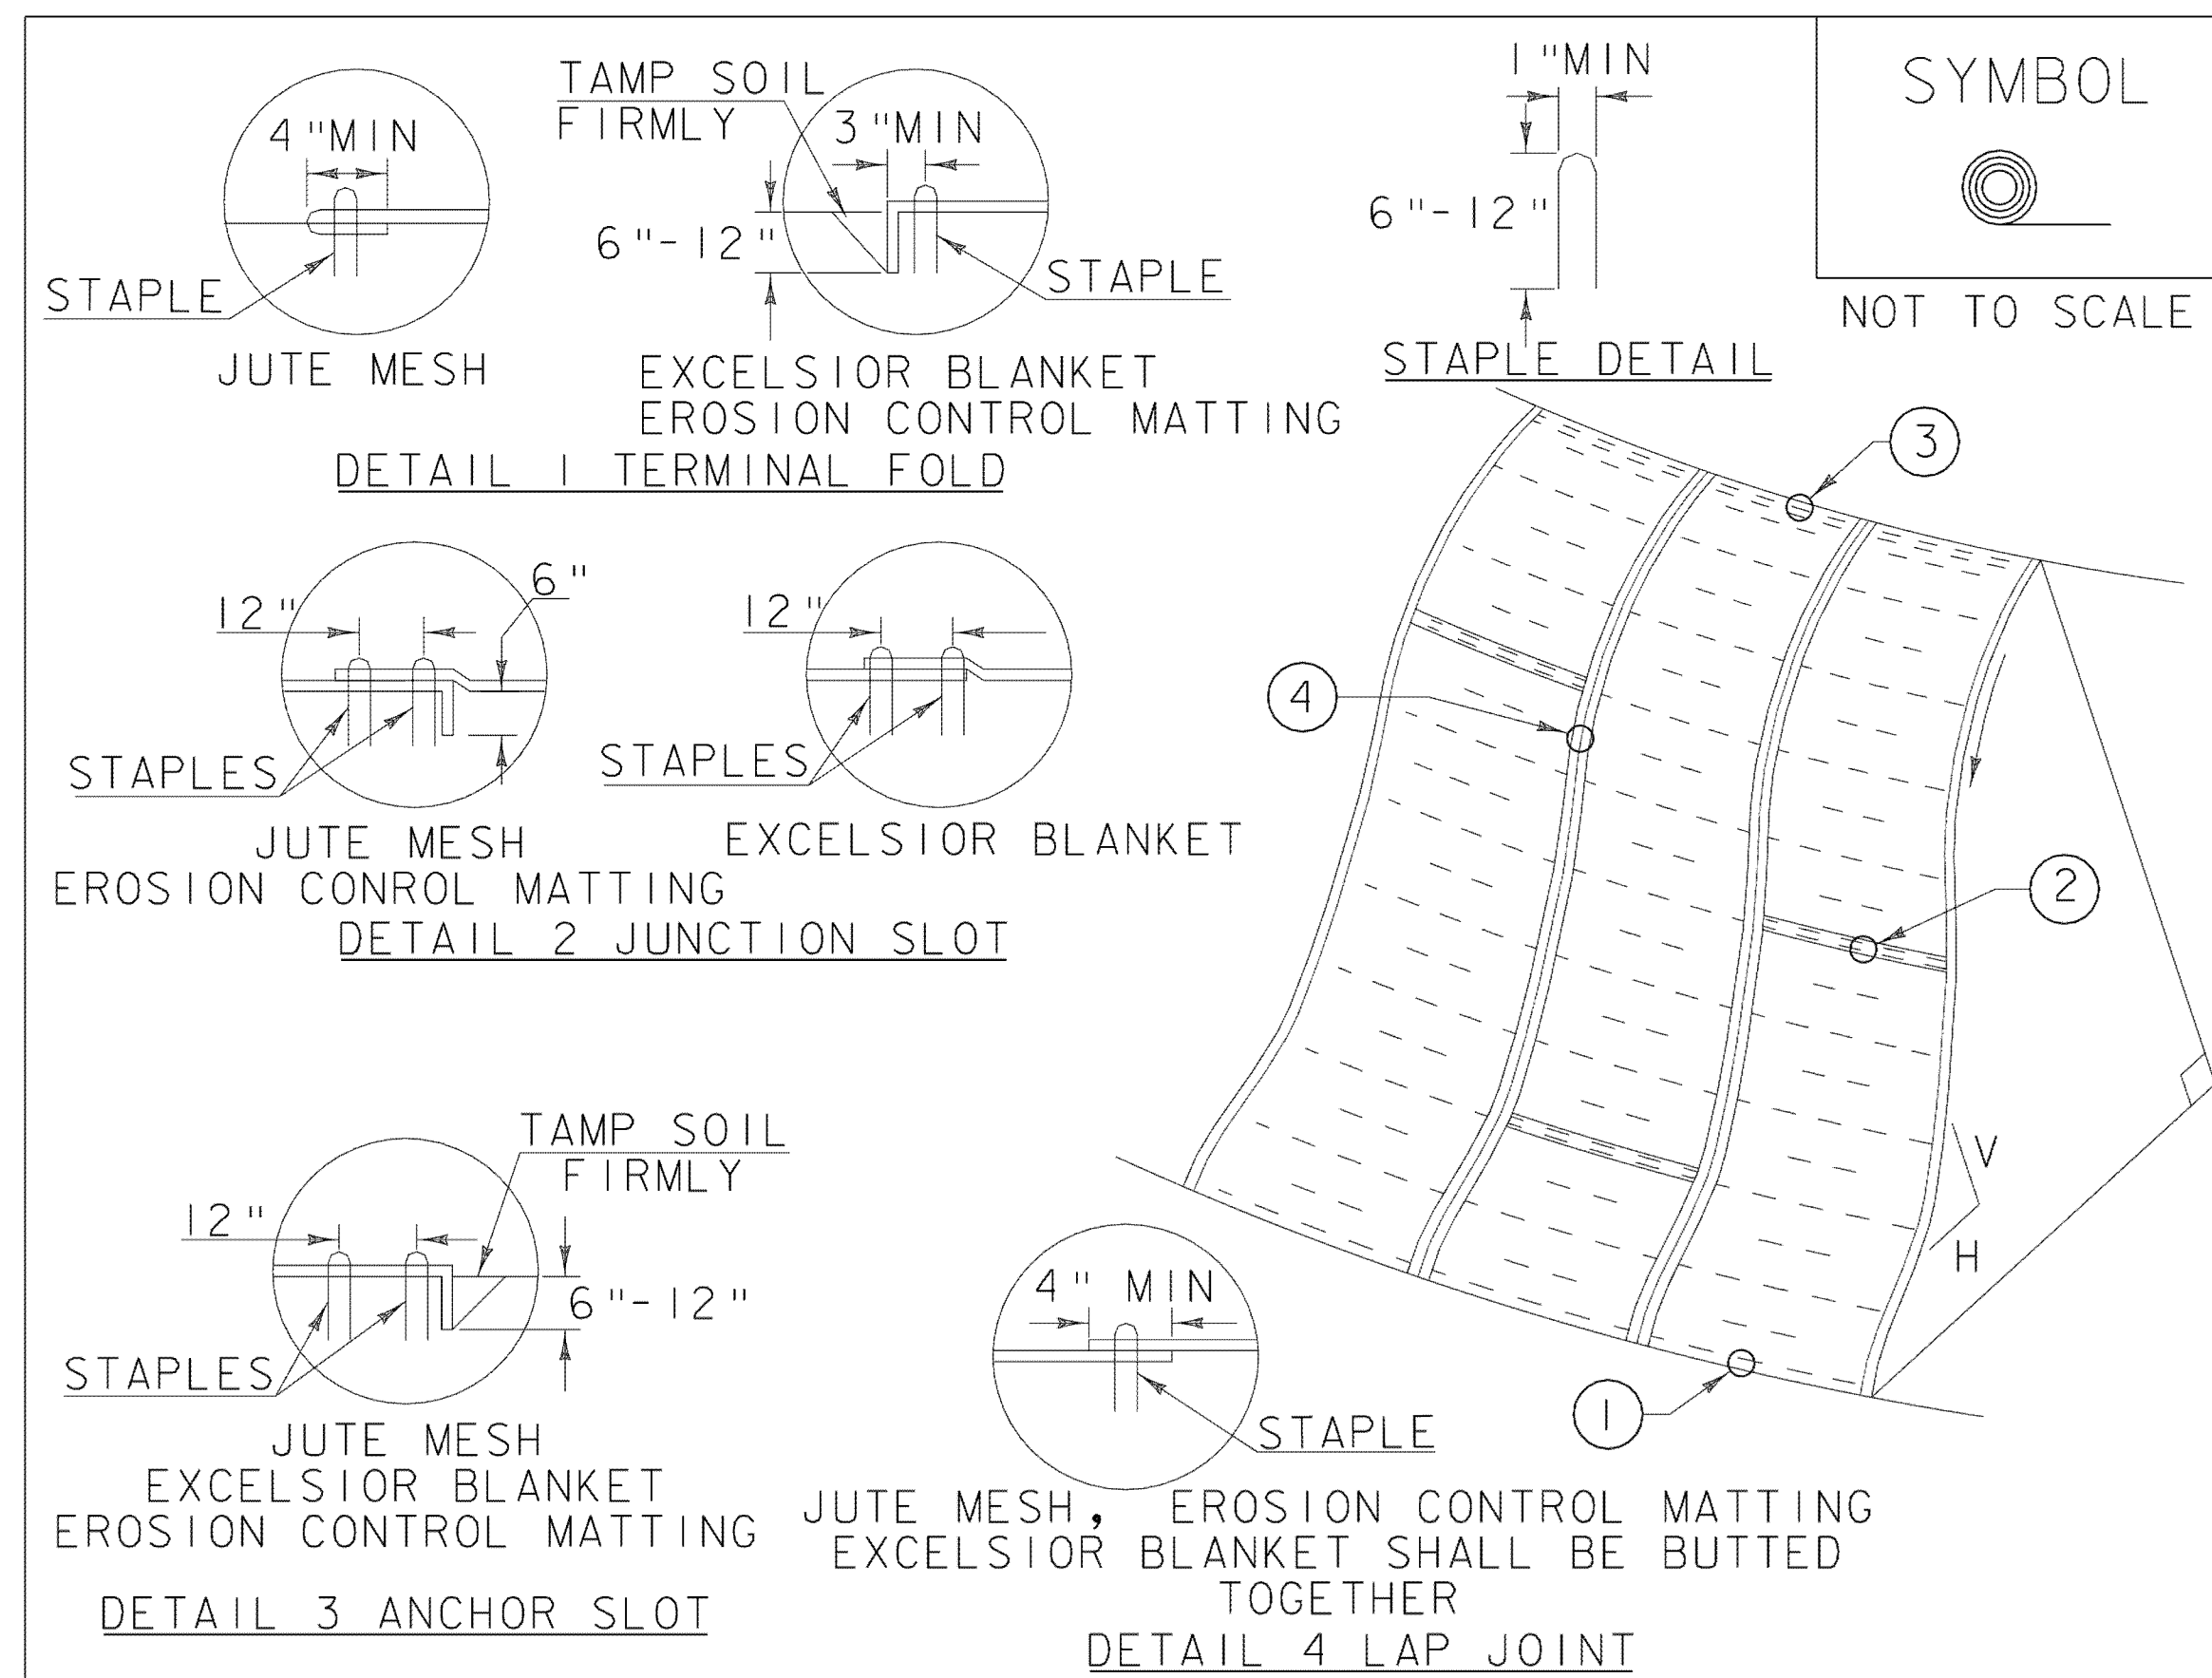 4"MIN
STAPLE
JUTE MESH
TAMP SOIL
FIRMLY
3"MIN
6"-12"
STAPLE
EXCELSIOR BLANKET
EROSION CONTROL MATTING
DETAIL 1 TERMINAL FOLD
1"MIN
6"-12"
STAPLE DETAIL
SYMBOL
NOT TO SCALE
12"
6"
STAPLES
JUTE MESH
EROSION CONROL MATTING
12"
STAPLES
EXCELSIOR BLANKET
DETAIL 2 JUNCTION SLOT
3
4
2
V
H
1
TAMP SOIL
FIRMLY
12"
6"-12"
STAPLES
JUTE MESH
EXCELSIOR BLANKET
EROSION CONTROL MATTING
DETAIL 3 ANCHOR SLOT
4" MIN
STAPLE
JUTE MESH, EROSION CONTROL MATTING
EXCELSIOR BLANKET SHALL BE BUTTED
TOGETHER
DETAIL 4 LAP JOINT